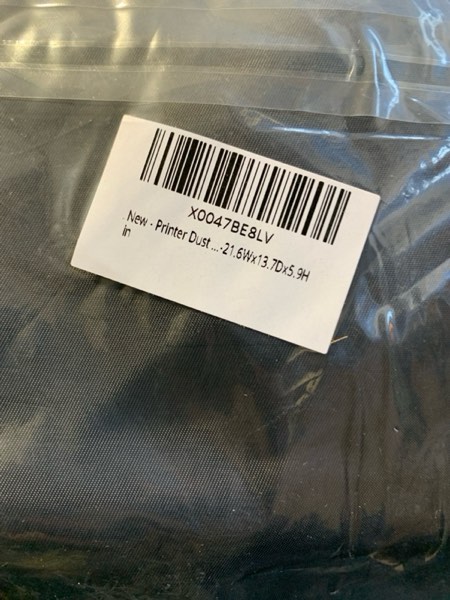 X0047BE8LV
. New - Printer Dust ...-21.6Wx13.7Dx5.9H
in